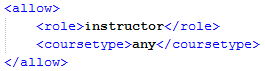 <allow>
    <role>instructor</role>
    <coursetype>any</coursetype>
</allow>